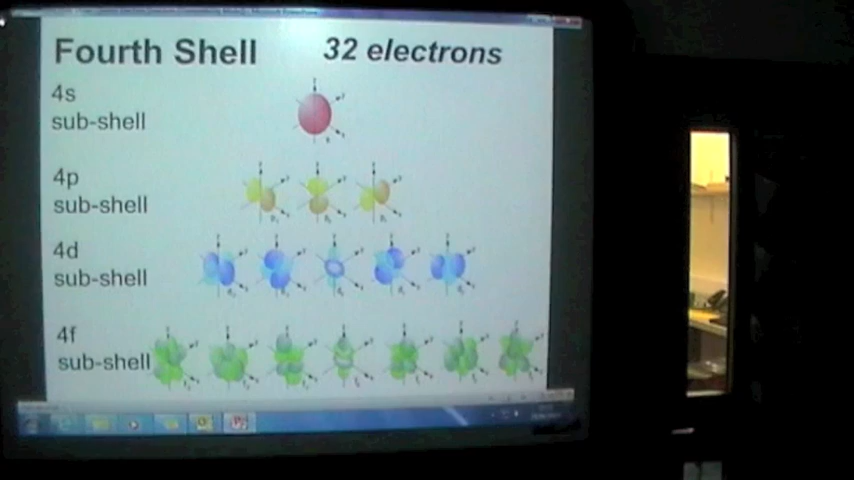 Fourth Shell 32 electrons
4s
sub-shell
4p
sub-shell
4d
sub-shell
4f
sub-shell